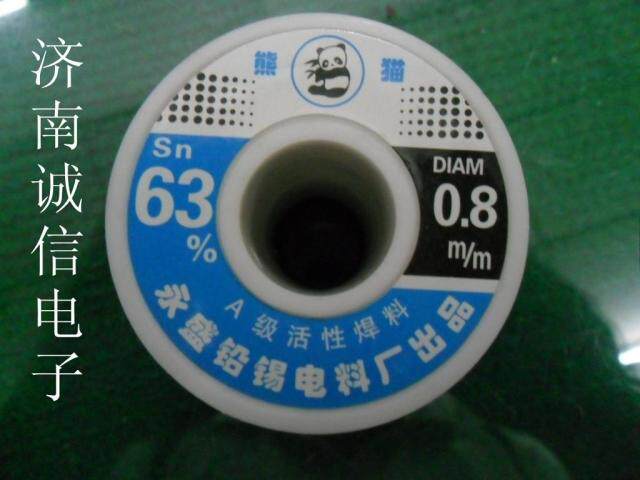 济南诚信电子
熊猫
Sn
63
%
DIAM
0.8
m/m
A级活性焊料
永盛铅锡电料厂出品